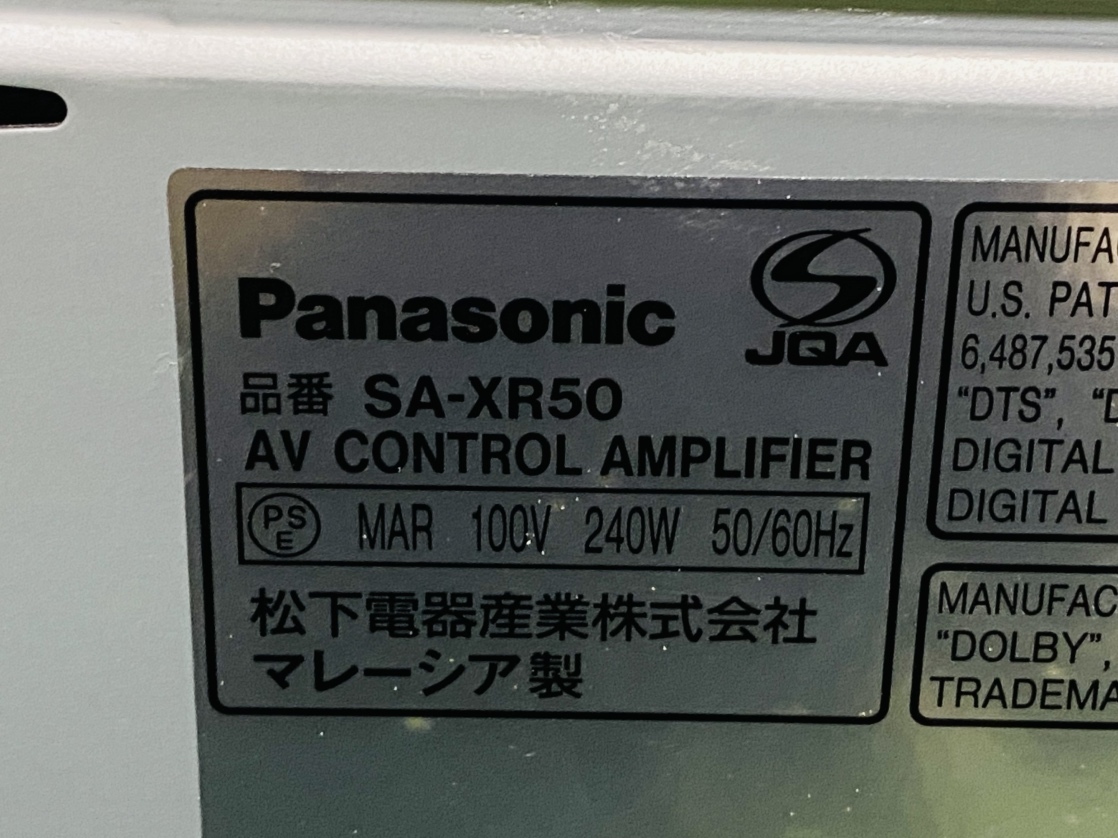 Panasonic
JQA
品番 SA-XR50
AV CONTROL AMPLIFIER
PSE MAR 100V 240W 50/60Hz
松下電器産業株式会社
マレーシア製
MANUFAC
U.S. PAT
6,487,535
"DTS",
DIGITAL
DIGITAL
MANUFAC
"DOLBY",
TRADEMA